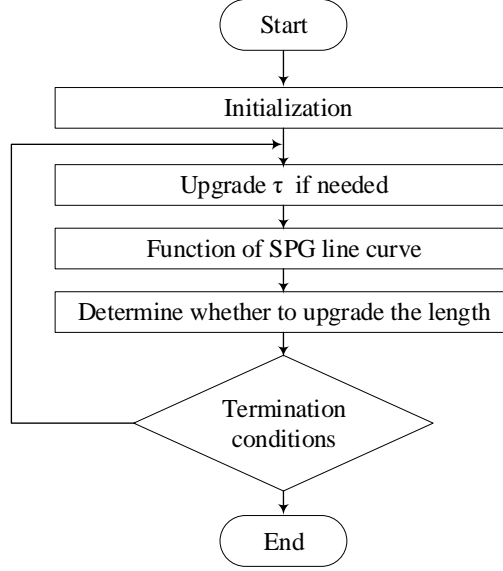 Start
Initialization
Upgrade τ if needed
Function of SPG line curve
Determine whether to upgrade the length
Termination
conditions
End